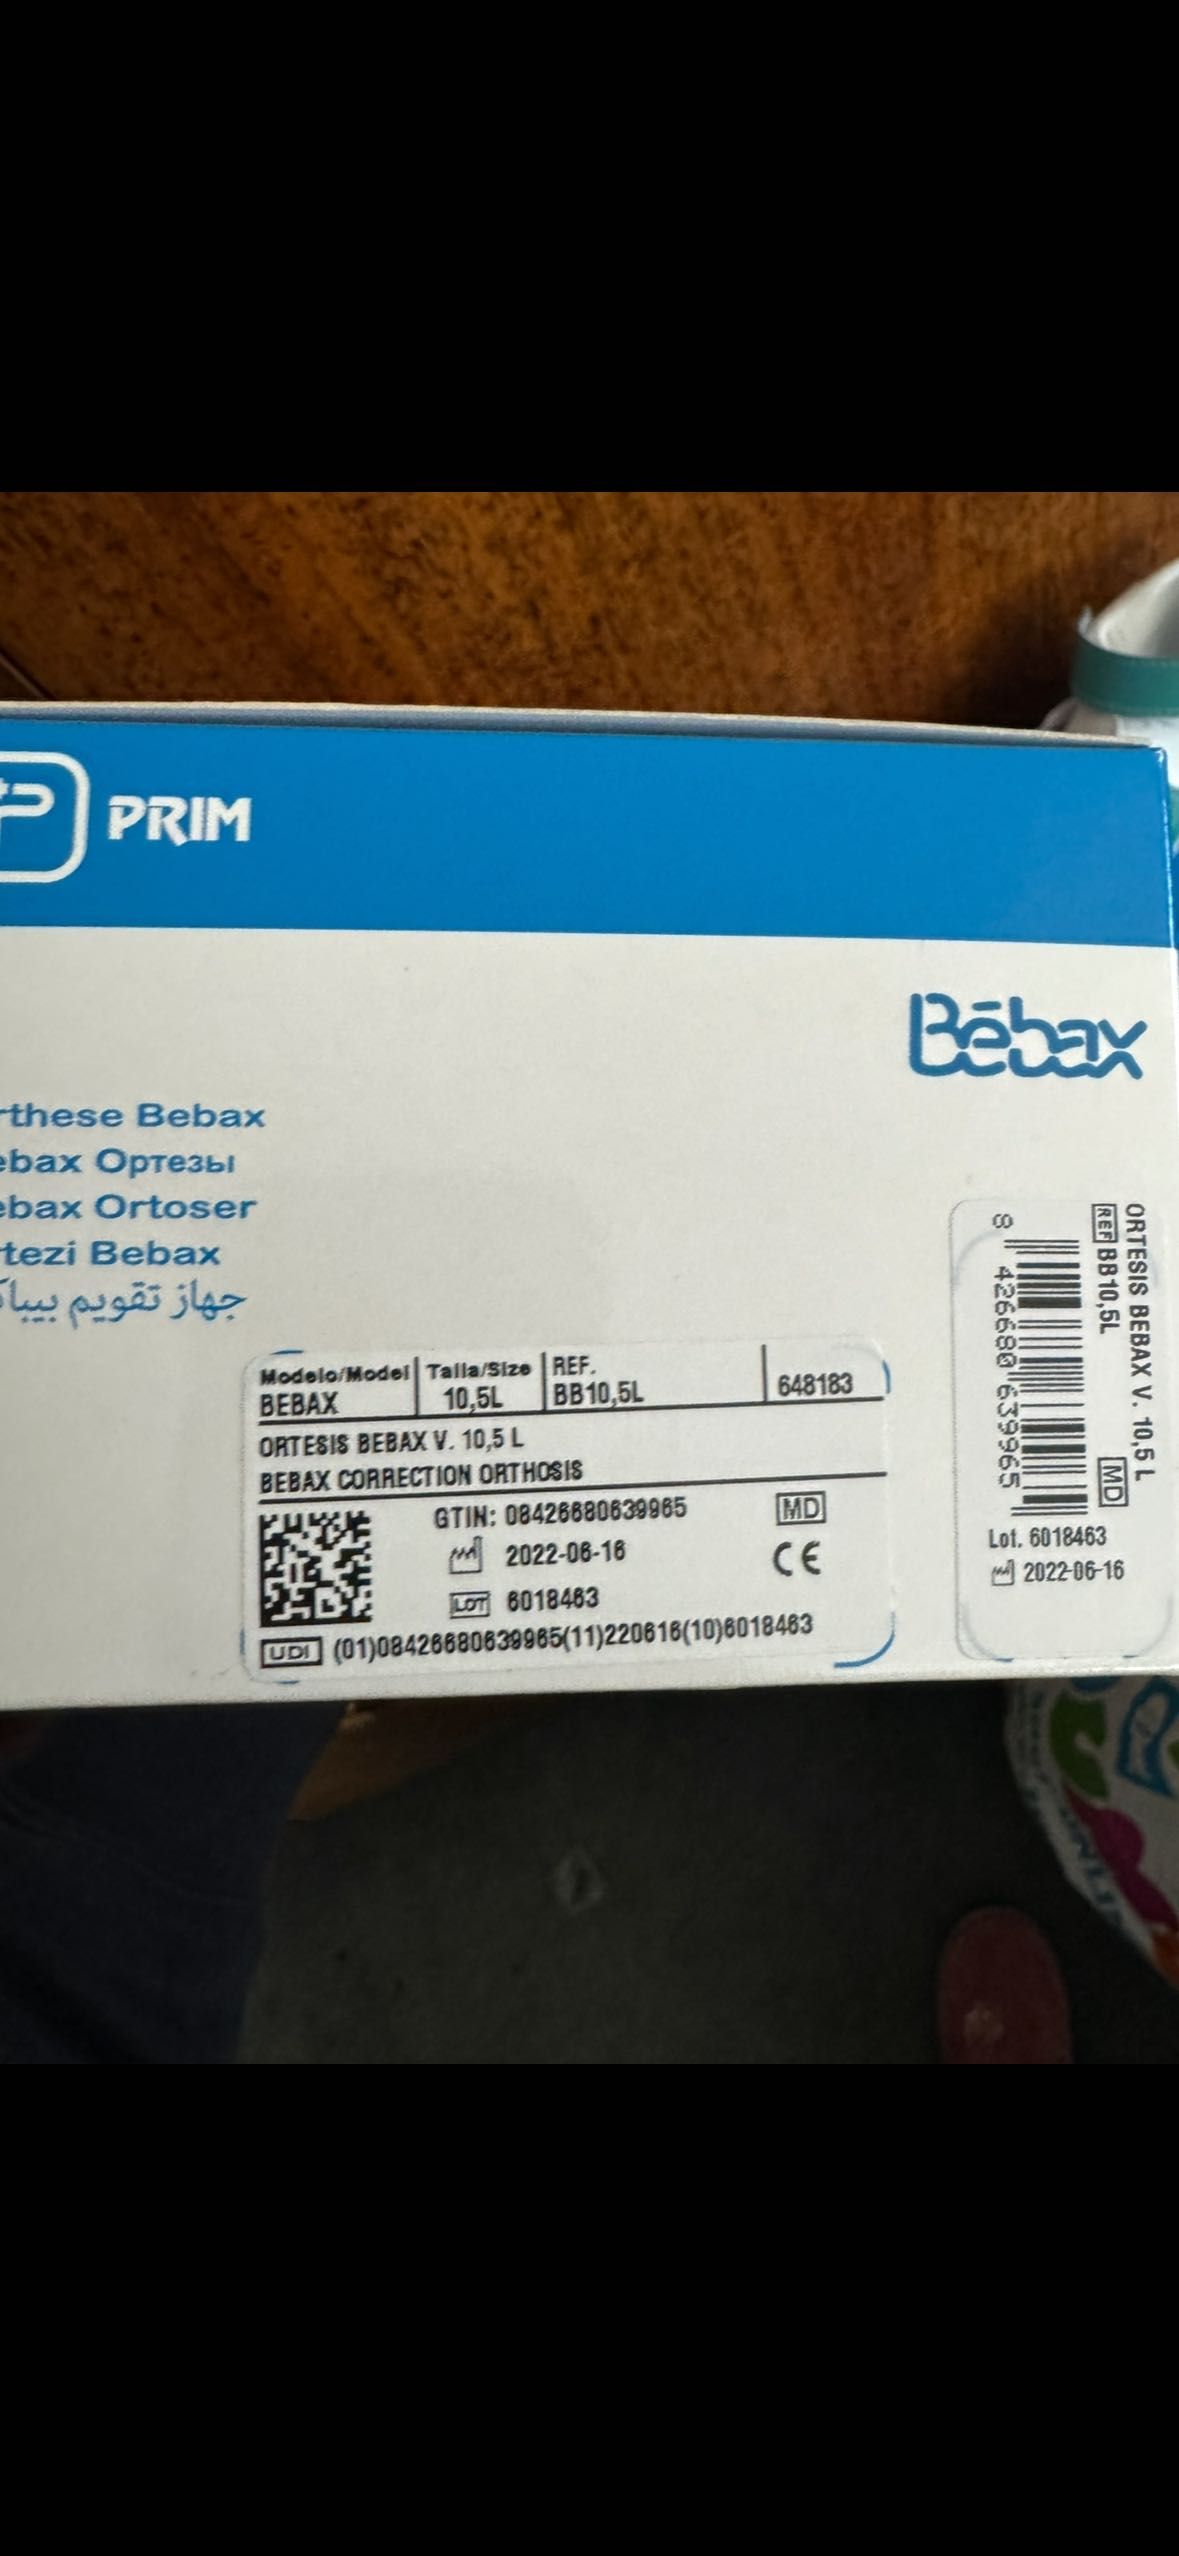 PRIM
Bēbax
rthese Bebax
ebax Ортезы
ebax Ortoser
rtezi Bebax
جهاز تقويم بيبا
Modelo/Model Talla/Size REF.
BEBAX 10,5L BB10,5L 648183
ORTESIS BEBAX V. 10,5 L
BEBAX CORRECTION ORTHOSIS
GTIN: 08426680639965 MD
2022-06-16 CE
LOT 6018463
UDI (01)08426680639965(11)220616(10)6018463
ORTESIS BEBAX V. 10,5 L
REF BB10,5L MD
8 426680 639965
Lot. 6018463
2022-06-16